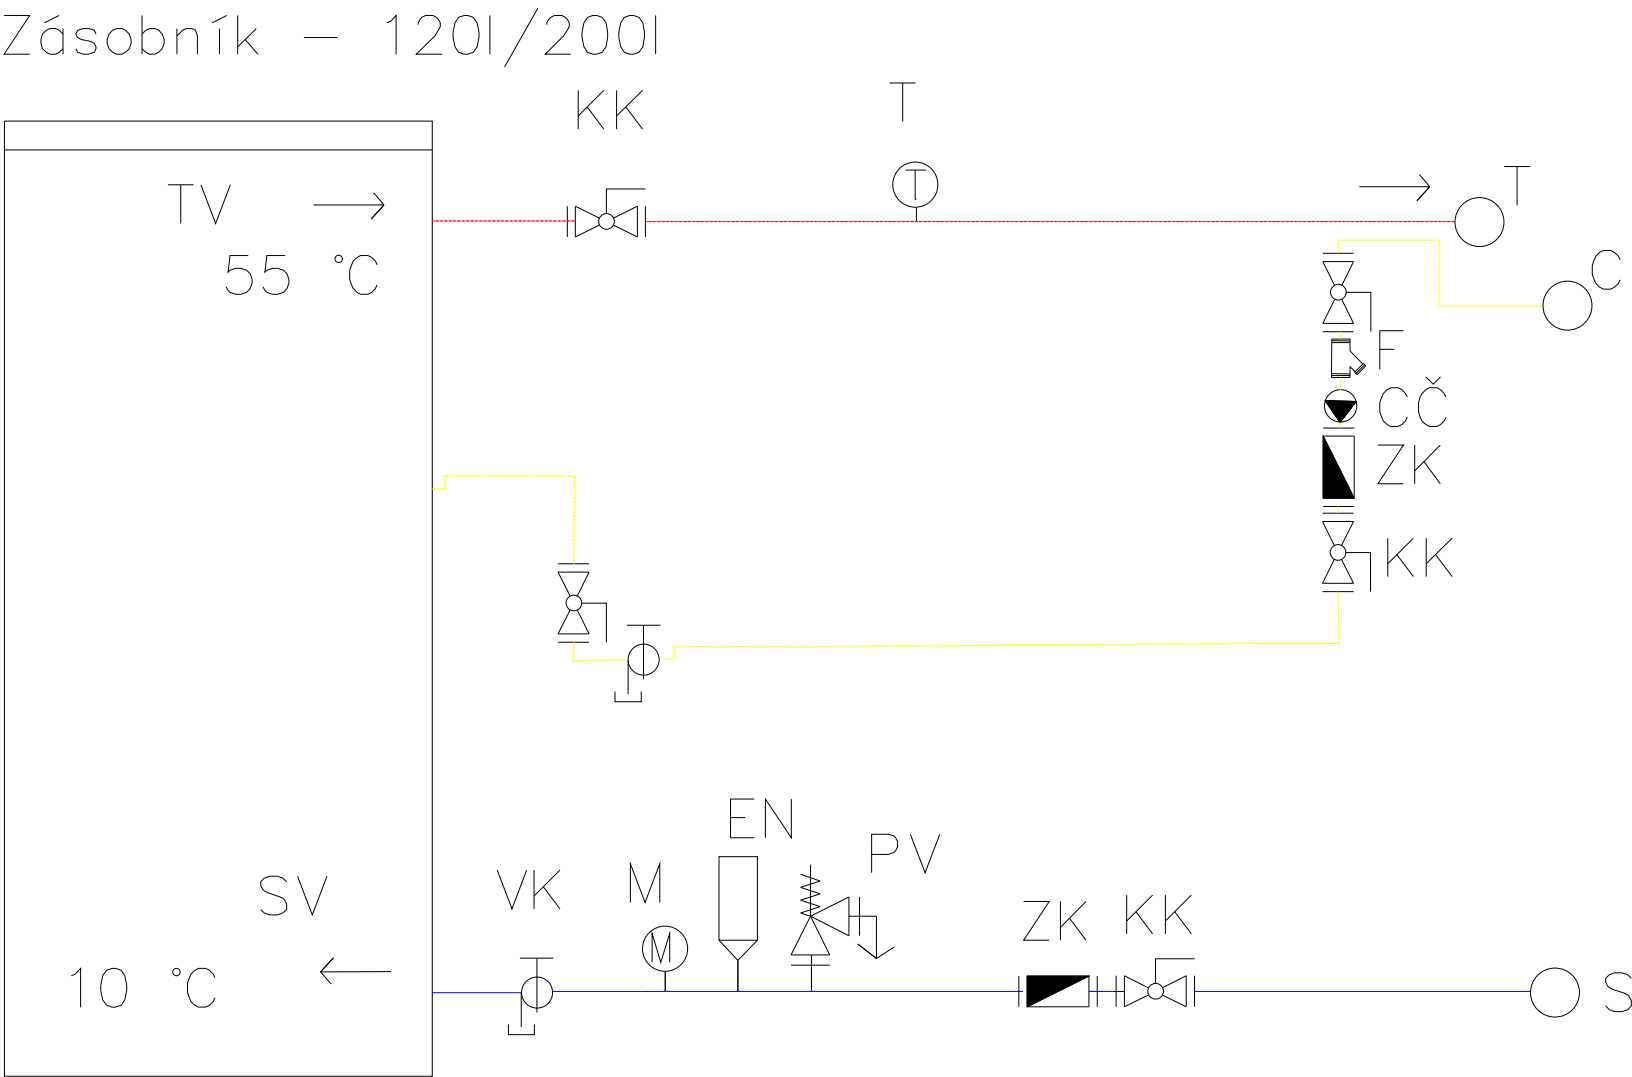 Zásobník - 120l/200l
KK
T
T
T
TV
55 °C
C
F
CČ
ZK
KK
EN
PV
SV
VK
M
M
ZK
KK
10 °C
S